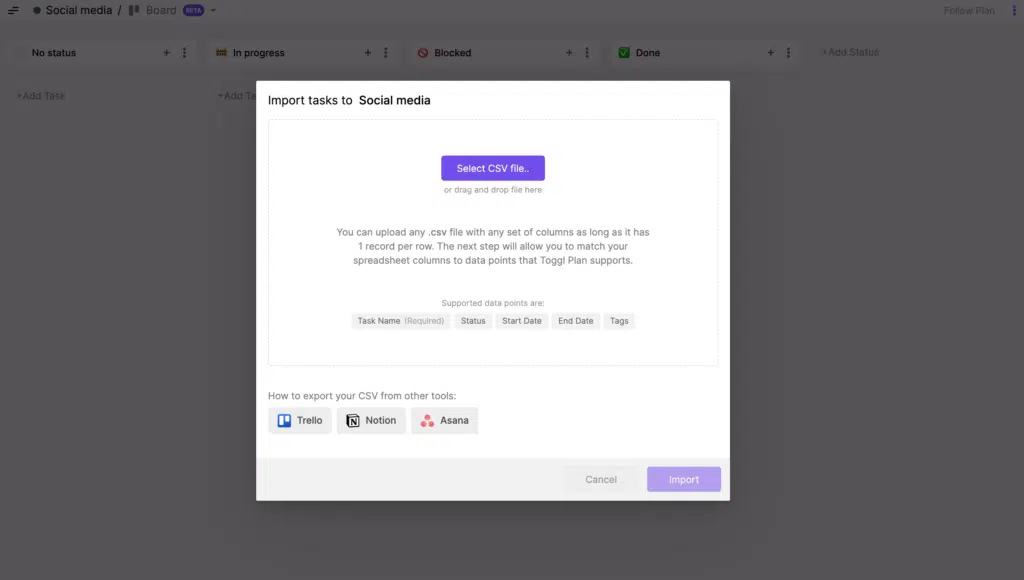 Social media / Board BETA
Follow Plan
No status
In progress
Blocked
Done
+Add Status
+Add Task
+Add Ta
Import tasks to Social media
Select CSV file..
or drag and drop file here
You can upload any .csv file with any set of columns as long as it has
1 record per row. The next step will allow you to match your
spreadsheet columns to data points that Toggl Plan supports.
Supported data points are:
Task Name (Required) Status Start Date End Date Tags
How to export your CSV from other tools:
Trello Notion Asana
Cancel Import